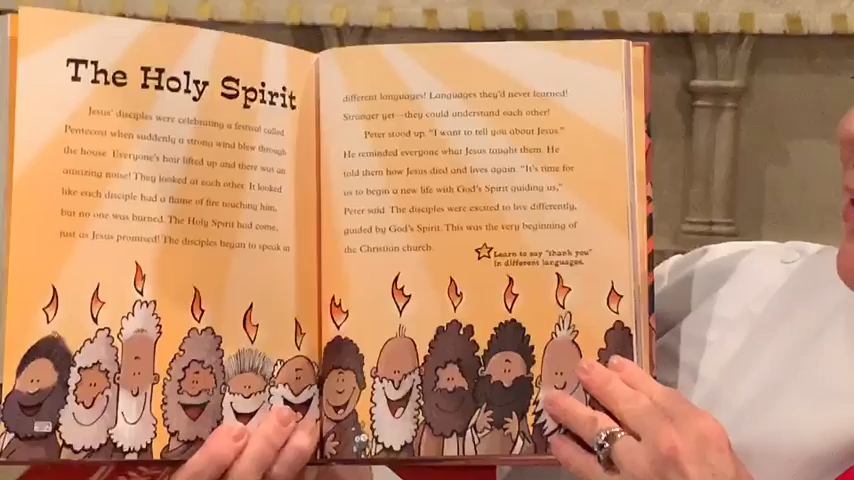 The Holy Spirit
Jesus' disciples were celebrating a festival called
Pentecost when suddenly a strong wind blew through
the house. Everyone's hair lifted up and there was an
amazing noise! They looked at each other. It looked
like each disciple had a flame of fire touching him,
but no one was burned. The Holy Spirit had come,
just as Jesus promised! The disciples began to speak in
different languages! Languages they'd never learned!
Stranger yet—they could understand each other!
Peter stood up. "I want to tell you about Jesus."
He reminded everyone what Jesus taught them. He
told them how Jesus died and lives again. "It's time for
us to begin a new life with God's Spirit guiding us,"
Peter said. The disciples were excited to live differently,
guided by God's Spirit. This was the very beginning of
the Christian church.
Learn to say "thank you"
in different languages.